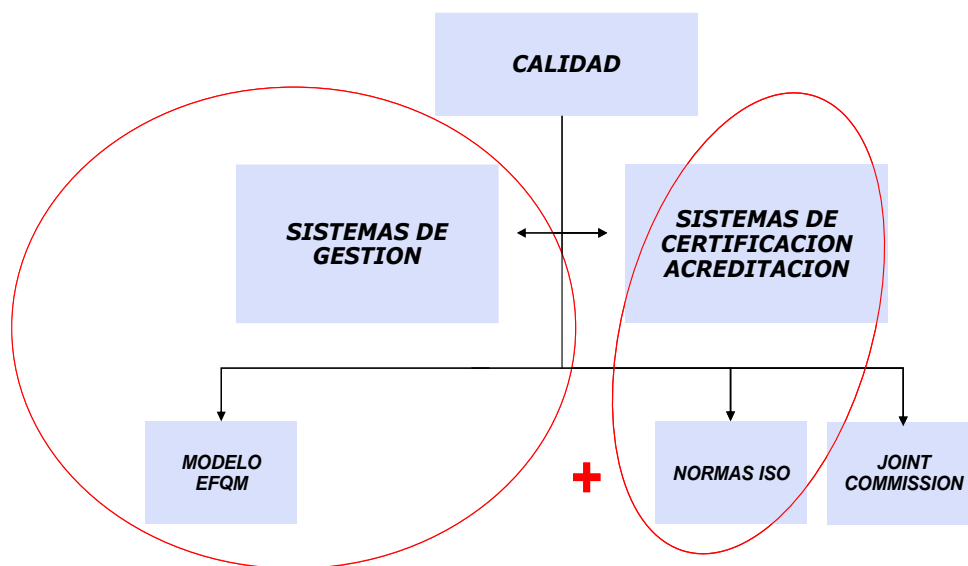 CALIDAD
SISTEMAS DE
GESTION
SISTEMAS DE
CERTIFICACION
ACREDITACION
MODELO
EFQM
NORMAS ISO
JOINT
COMMISSION